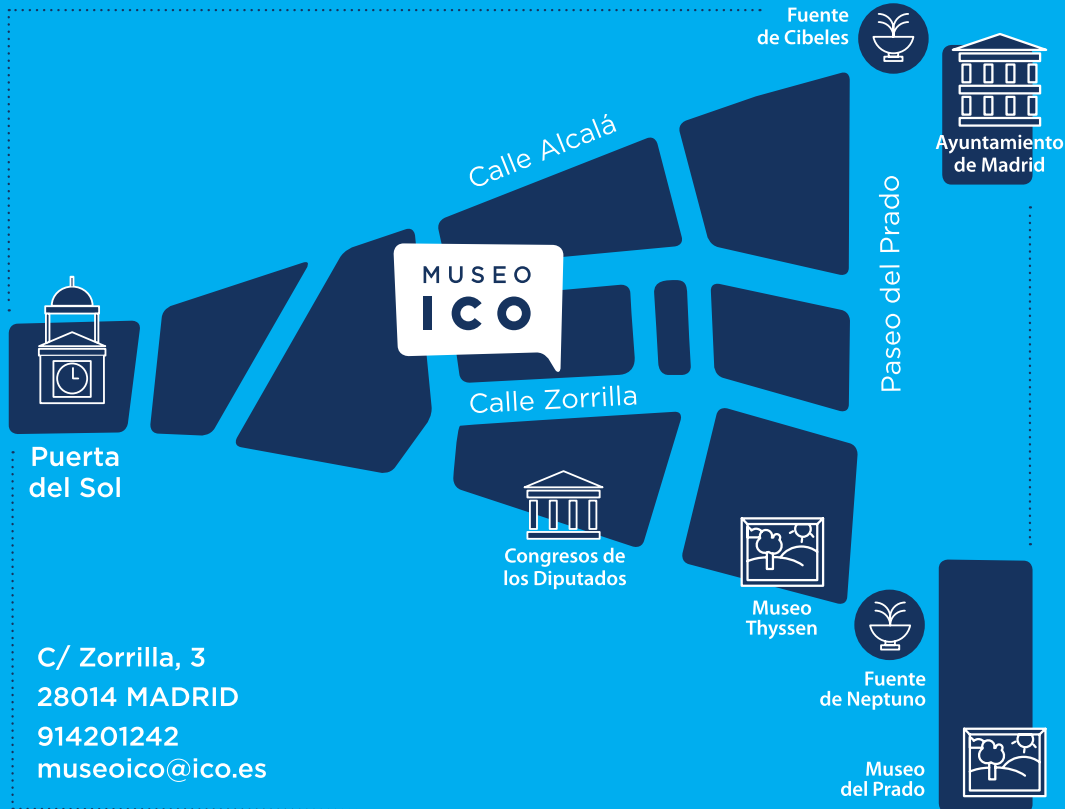 Fuente
de Cibeles
Ayuntamiento
de Madrid
Calle Alcalá
Paseo del Prado
MUSEO
ICO
Calle Zorrilla
Puerta
del Sol
Congresos de
los Diputados
Museo
Thyssen
Fuente
de Neptuno
Museo
del Prado
C/ Zorrilla, 3
28014 MADRID
914201242
museoico@ico.es